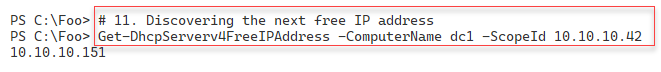 PS C:\Foo> # 11. Discovering the next free IP address
PS C:\Foo> Get-DhcpServerv4FreeIPAddress -ComputerName dc1 -ScopeId 10.10.10.42
10.10.10.151